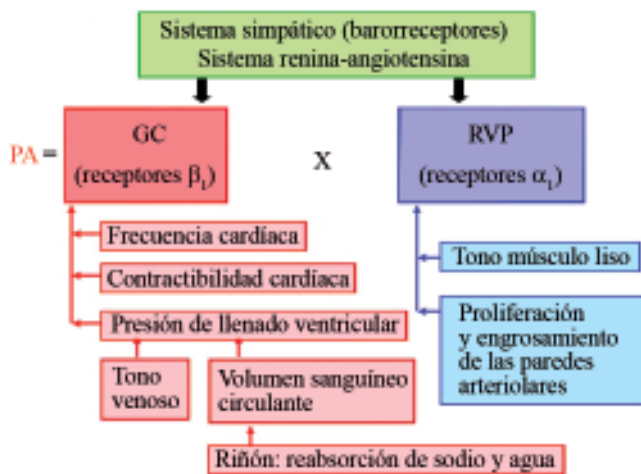 Sistema simpático (barorreceptores)
Sistema renina-angiotensina
PA =
GC
(receptores β₁)
X
RVP
(receptores α₁)
Frecuencia cardíaca
Contractibilidad cardíaca
Presión de llenado ventricular
Tono
venoso
Volumen sanguíneo
circulante
Riñón: reabsorción de sodio y agua
Tono músculo liso
Proliferación
y engrosamiento
de las paredes
arteriolares